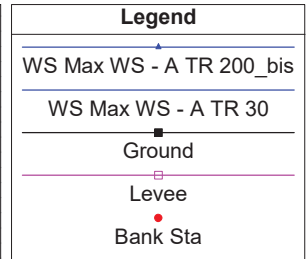 Legend
WS Max WS - A TR 200_bis
WS Max WS - A TR 30
Ground
Levee
Bank Sta